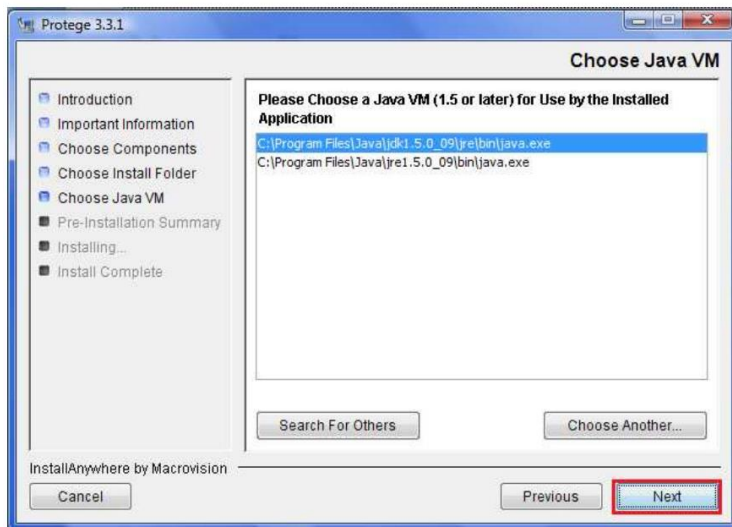 Protege 3.3.1
Choose Java VM
Introduction
Important Information
Choose Components
Choose Install Folder
Choose Java VM
Pre-Installation Summary
Installing...
Install Complete
Please Choose a Java VM (1.5 or later) for Use by the Installed
Application
C:\Program Files\Java\jdk1.5.0_09\jre\bin\java.exe
C:\Program Files\Java\jre1.5.0_09\bin\java.exe
Search For Others
Choose Another...
InstallAnywhere by Macrovision
Cancel
Previous
Next